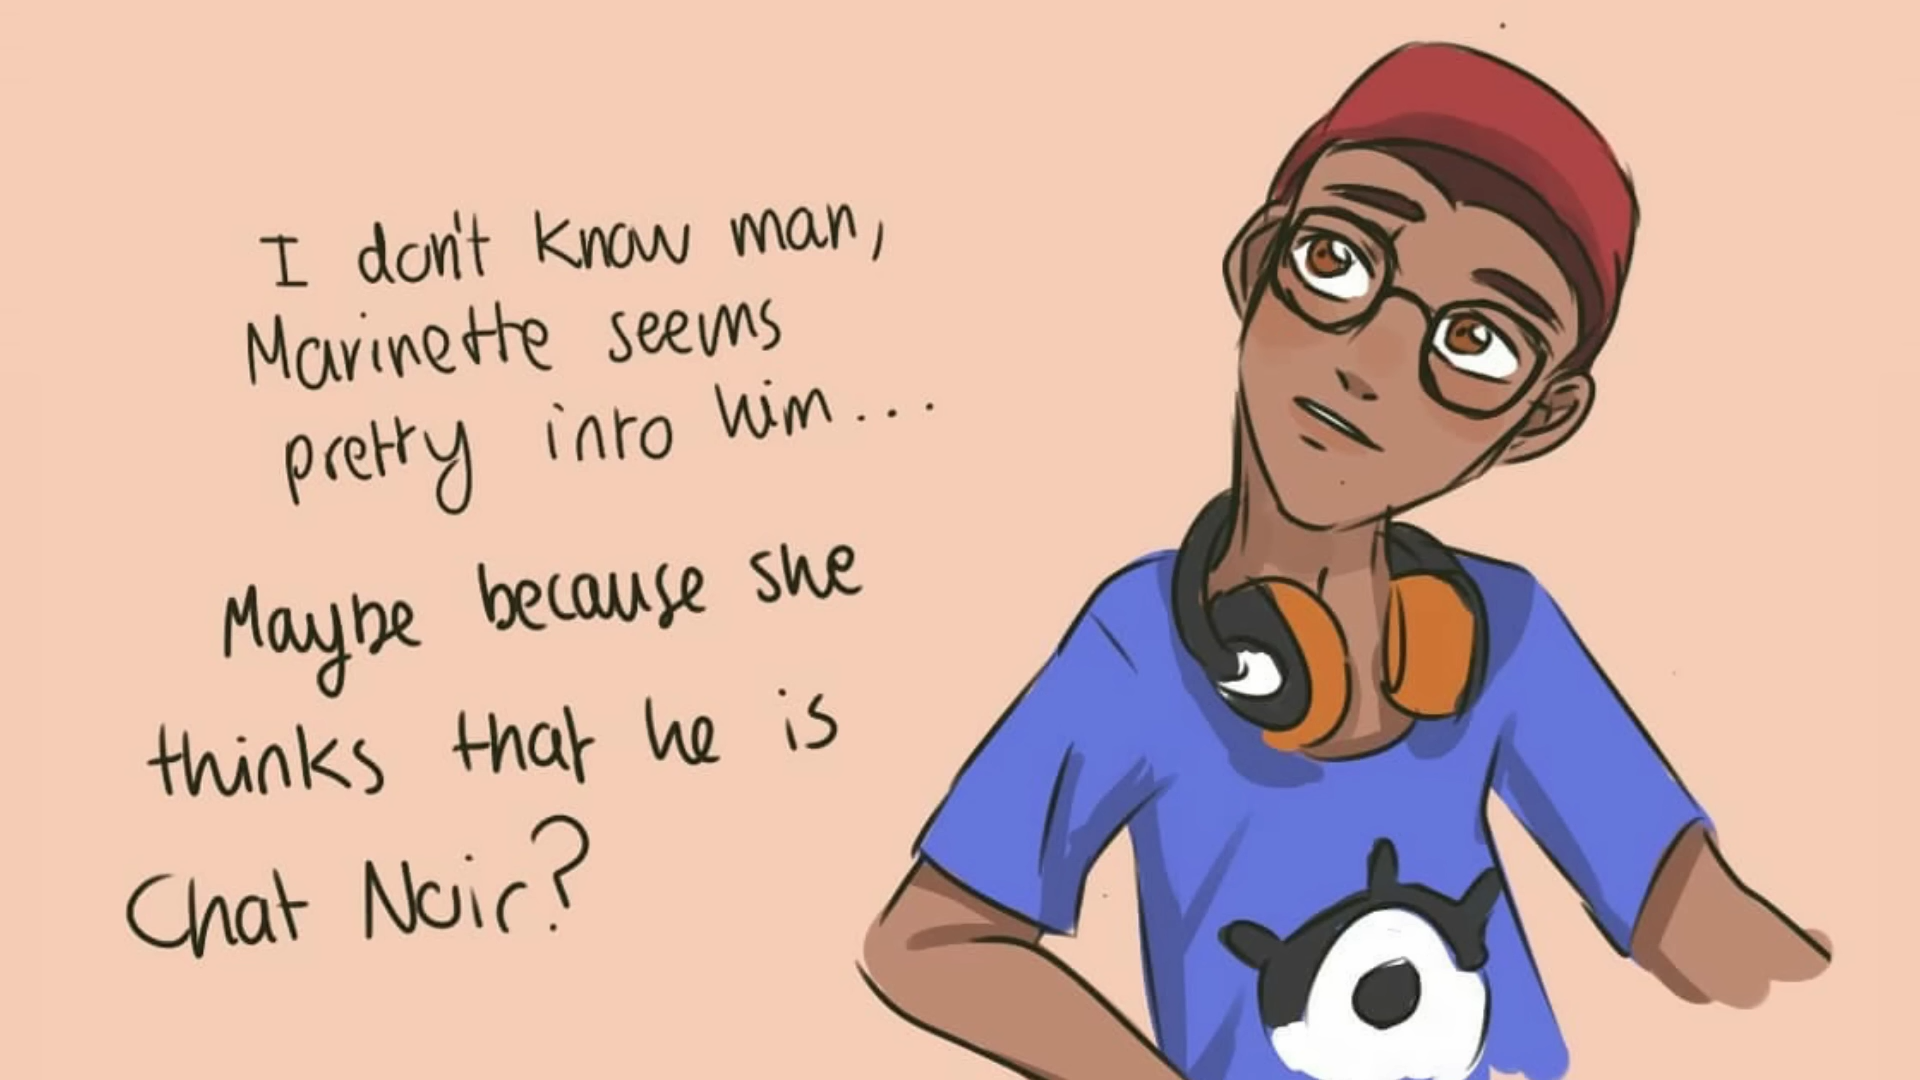 I don't know man,
Marinette seems
pretty into him...
Maybe because she
thinks that he is
Chat Noir?